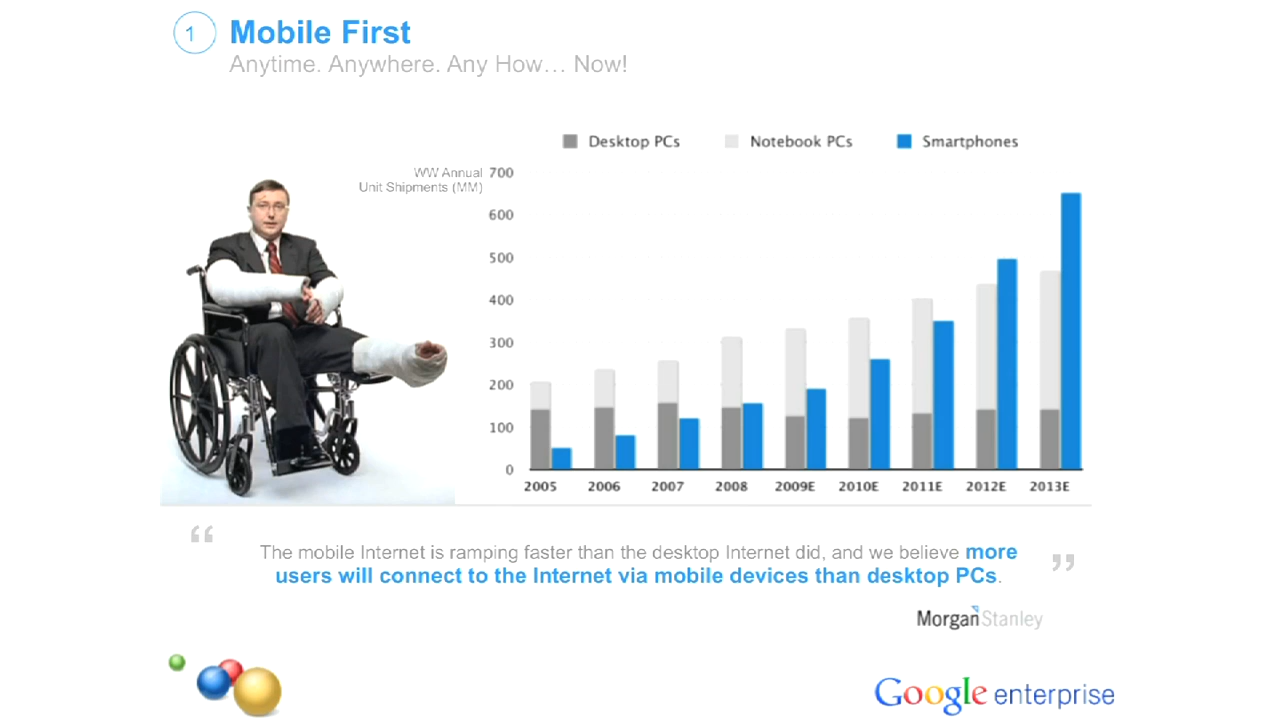 1 Mobile First
Anytime. Anywhere. Any How… Now!
Desktop PCs Notebook PCs Smartphones
WW Annual
Unit Shipments (MM)
700
600
500
400
300
200
100
0
2005 2006 2007 2008 2009E 2010E 2011E 2012E 2013E
“ The mobile Internet is ramping faster than the desktop Internet did, and we believe more
users will connect to the Internet via mobile devices than desktop PCs. ”
Morgan Stanley
Google enterprise